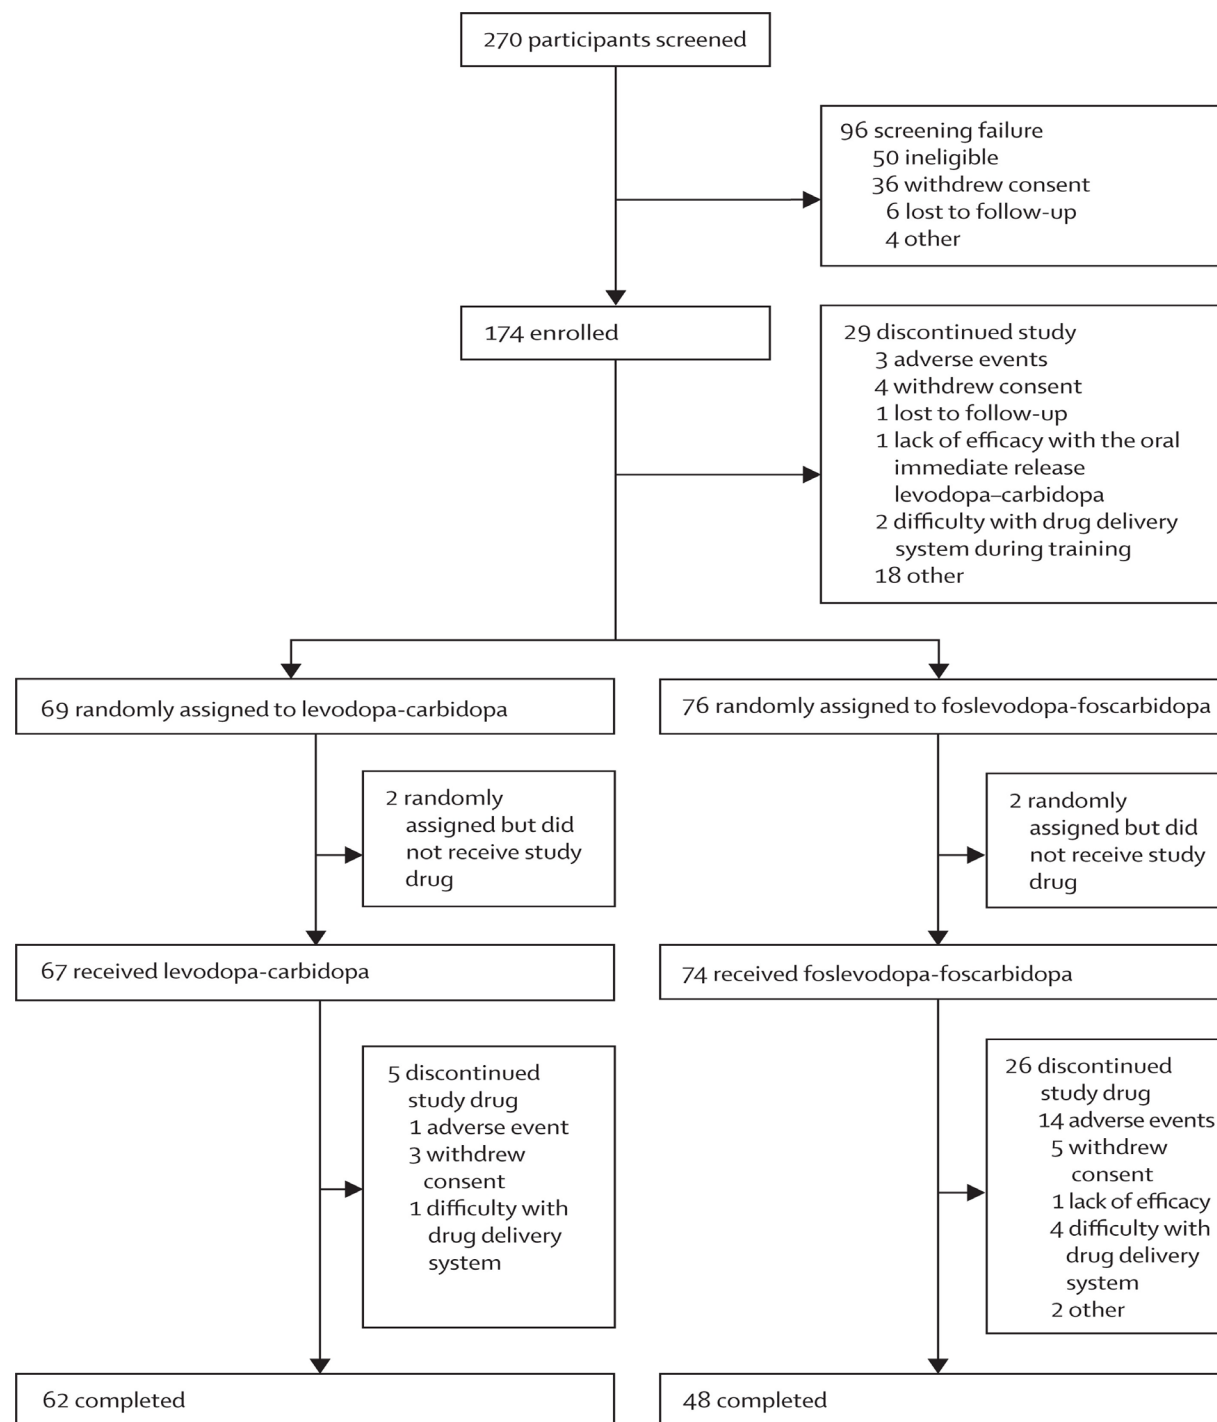 270 participants screened
96 screening failure
50 ineligible
36 withdrew consent
6 lost to follow-up
4 other
174 enrolled
29 discontinued study
3 adverse events
4 withdrew consent
1 lost to follow-up
1 lack of efficacy with the oral
immediate release
levodopa–carbidopa
2 difficulty with drug delivery
system during training
18 other
69 randomly assigned to levodopa-carbidopa
76 randomly assigned to foslevodopa-foscarbidopa
2 randomly
assigned but did
not receive study
drug
2 randomly
assigned but did
not receive study
drug
67 received levodopa-carbidopa
74 received foslevodopa-foscarbidopa
5 discontinued
study drug
1 adverse event
3 withdrew
consent
1 difficulty with
drug delivery
system
26 discontinued
study drug
14 adverse events
5 withdrew
consent
1 lack of efficacy
4 difficulty with
drug delivery
system
2 other
62 completed
48 completed